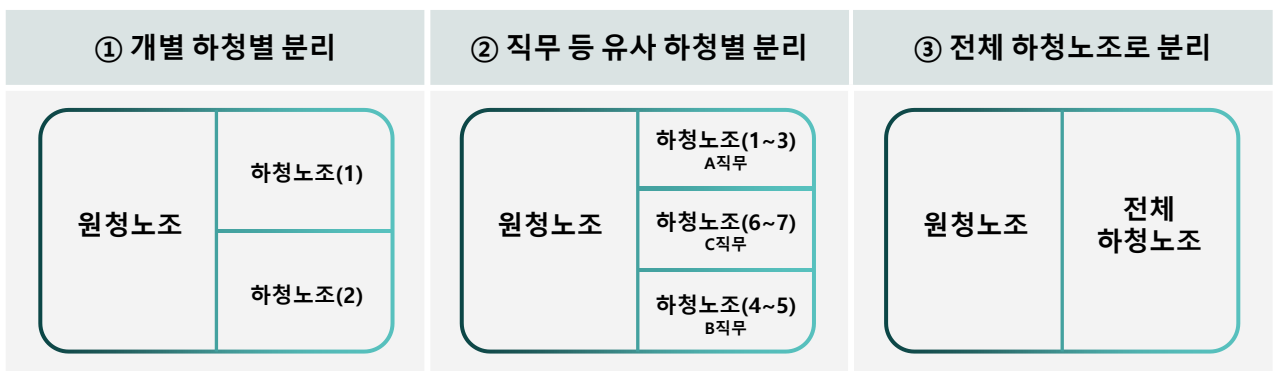 ① 개별 하청별 분리
원청노조
하청노조(1)
하청노조(2)
② 직무 등 유사 하청별 분리
원청노조
하청노조(1~3)
A직무
하청노조(6~7)
C직무
하청노조(4~5)
B직무
③ 전체 하청노조로 분리
원청노조
전체
하청노조